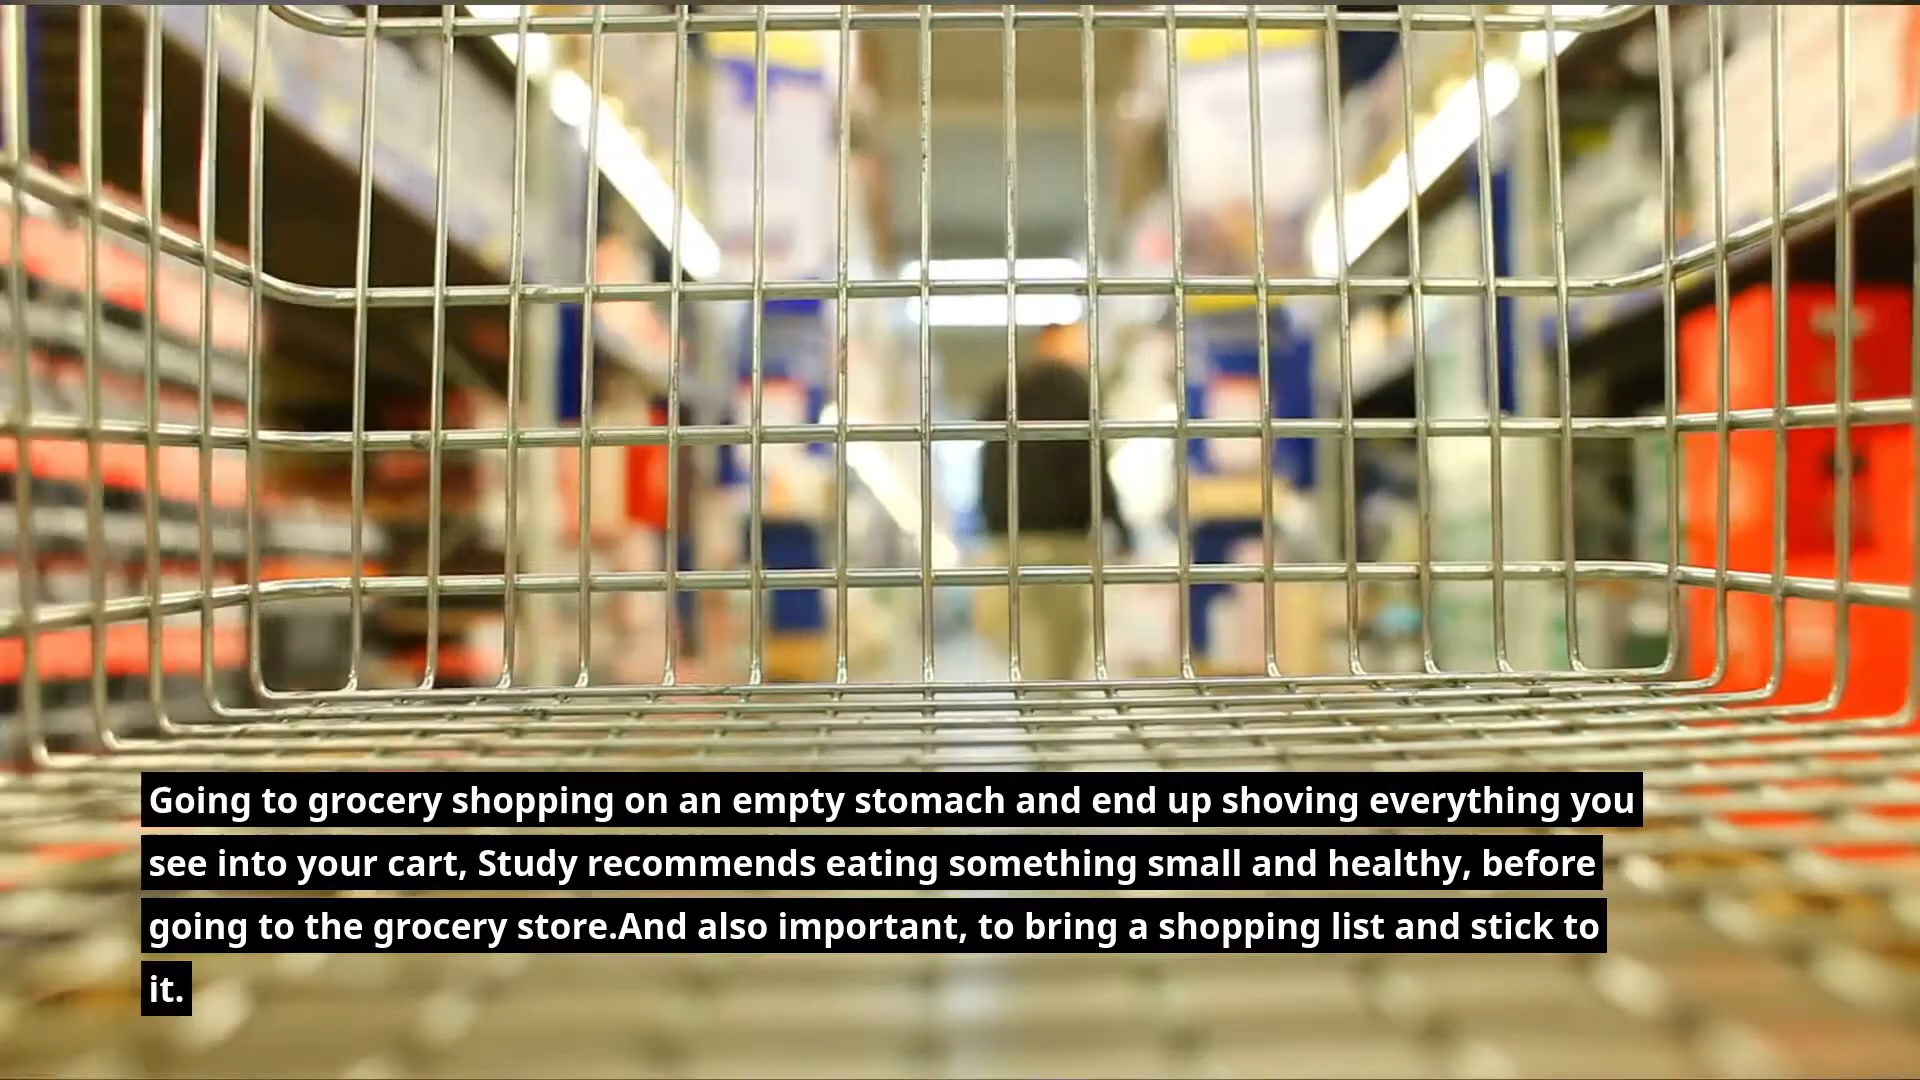 Going to grocery shopping on an empty stomach and end up shoving everything you
see into your cart, Study recommends eating something small and healthy, before
going to the grocery store.And also important, to bring a shopping list and stick to
it.